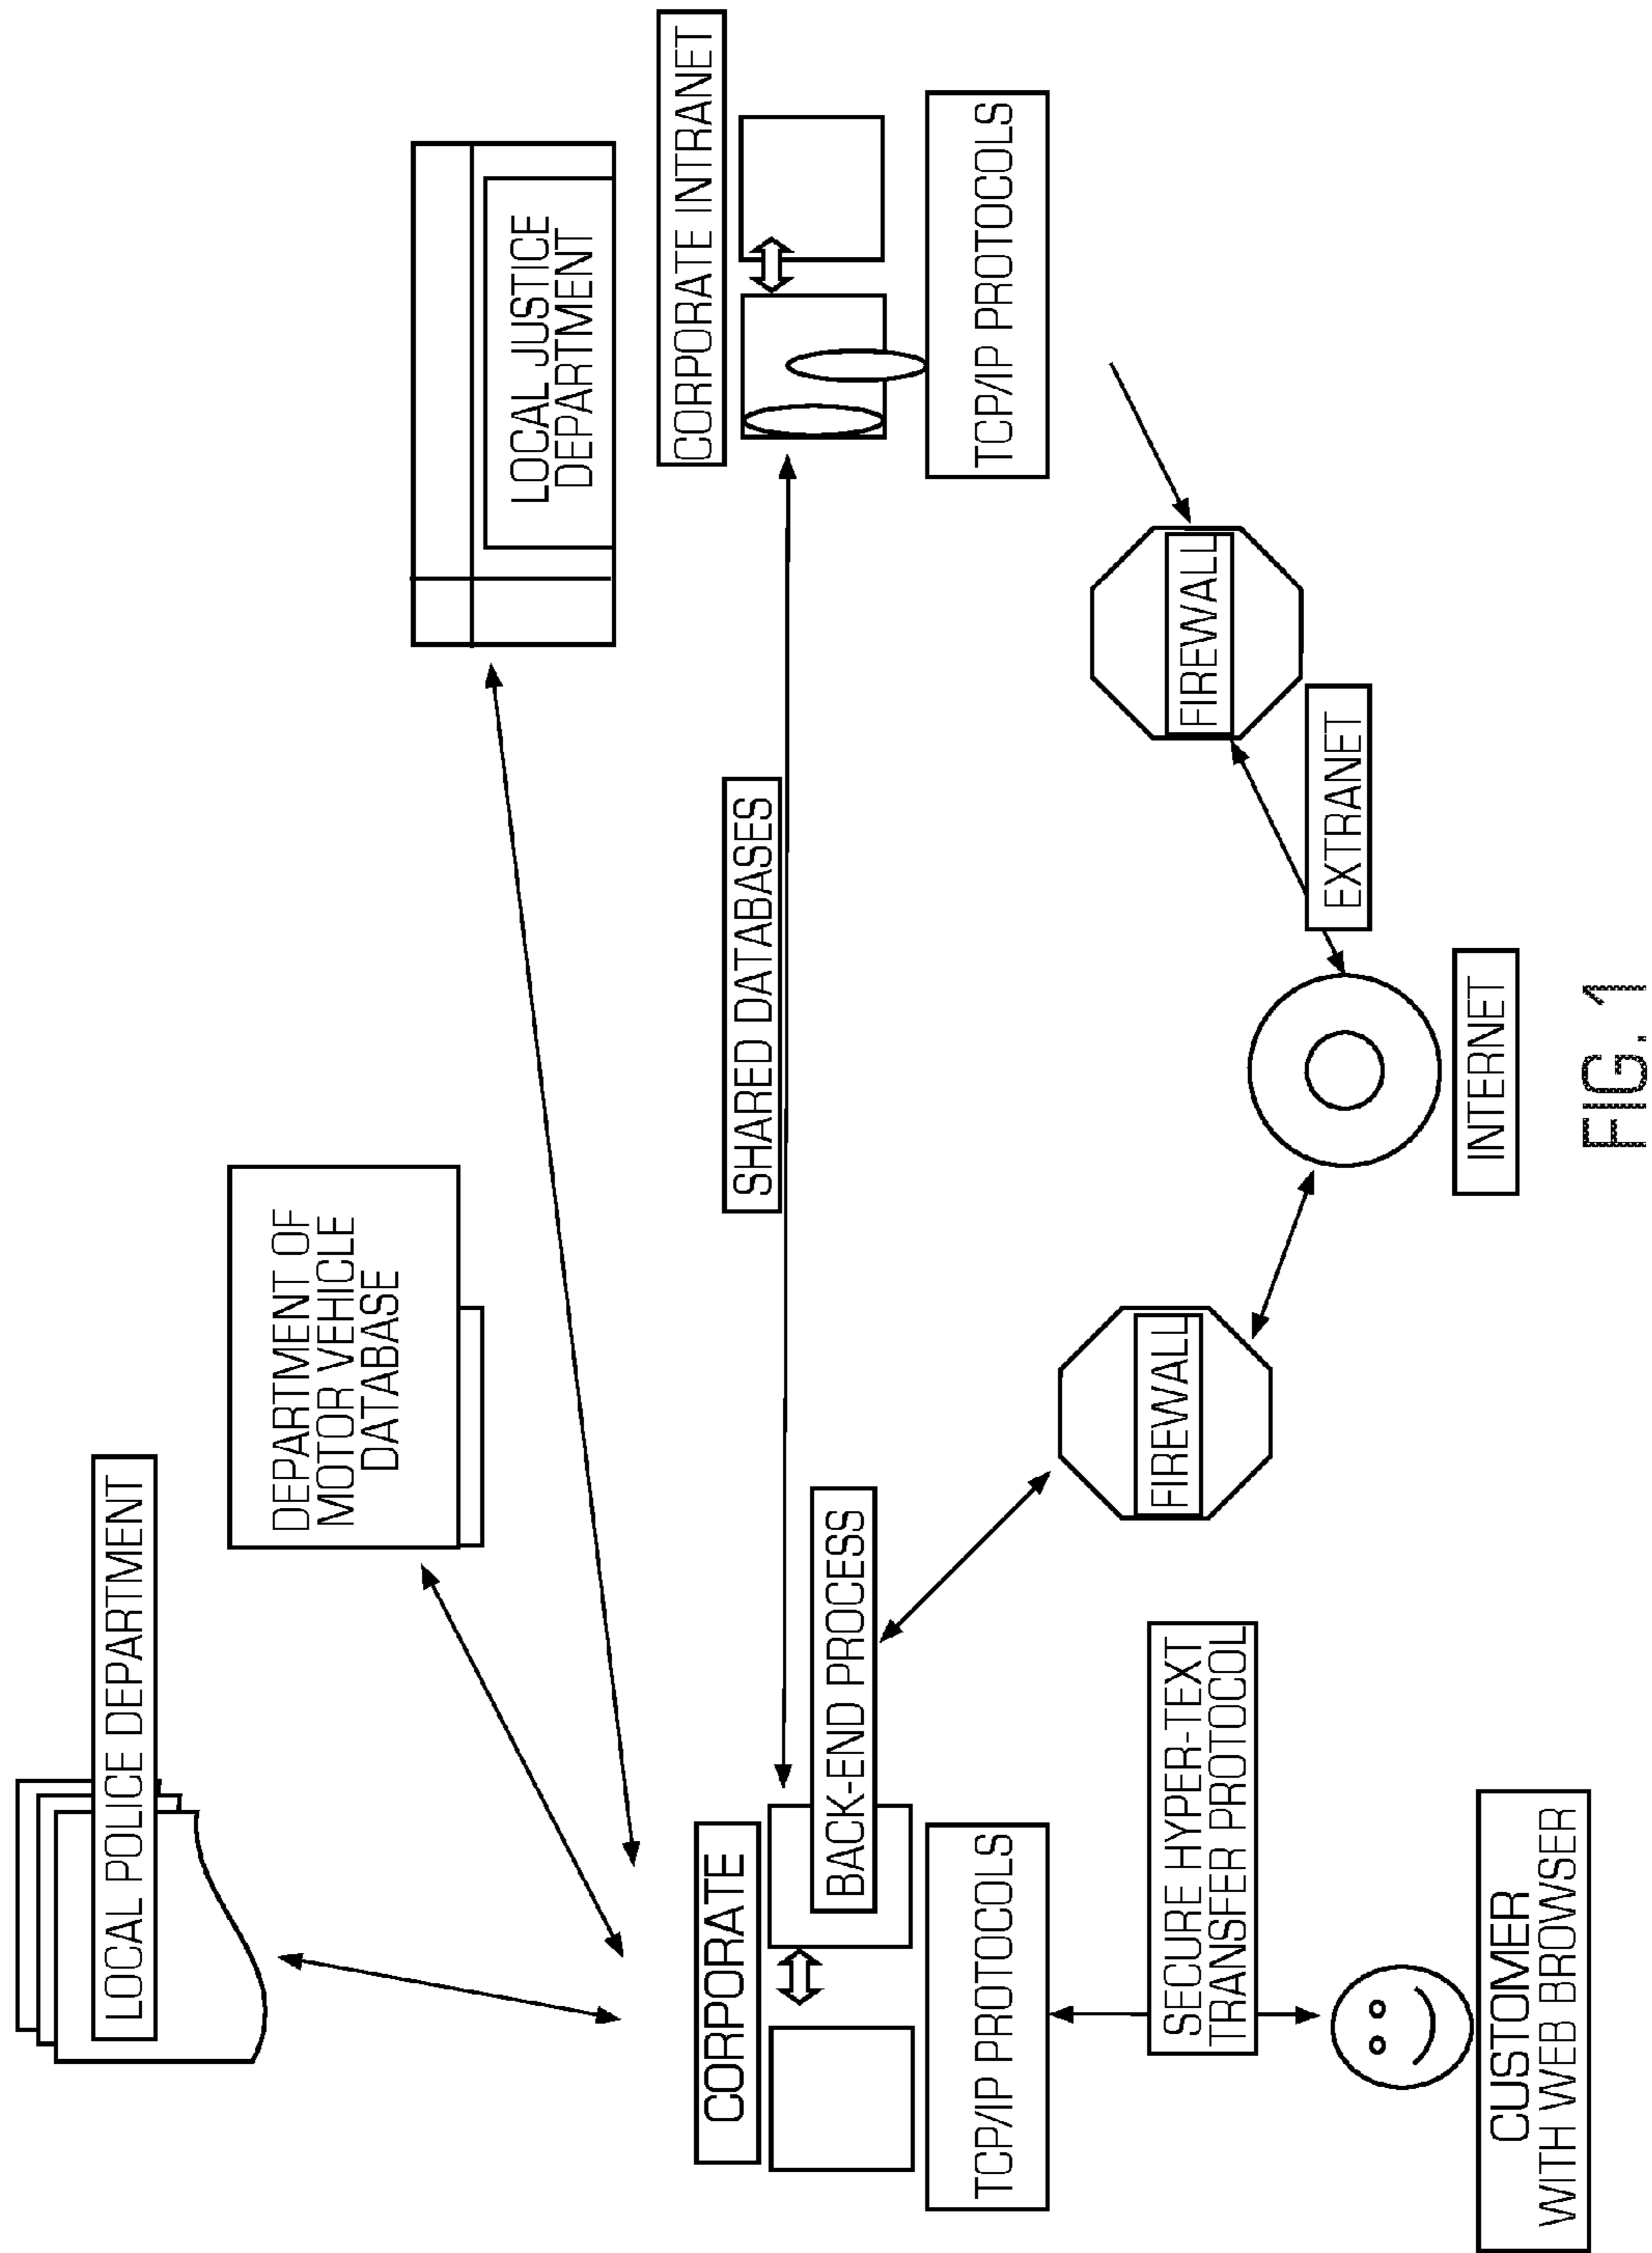 LOCAL POLICE DEPARTMENT
DEPARTMENT OF
MOTOR VEHICLE
DATABASE
LOCAL JUSTICE
DEPARTMENT
CORPORATE
SHARED DATABASES
CORPORATE INTRANET
BACK-END PROCESS
TCP/IP PROTOCOLS
TCP/IP PROTOCOLS
SECURE HYPER-TEXT
TRANSFER PROTOCOL
FIREWALL
FIREWALL
EXTRANET
CUSTOMER
WITH WEB BROWSER
INTERNET
FIG. 1